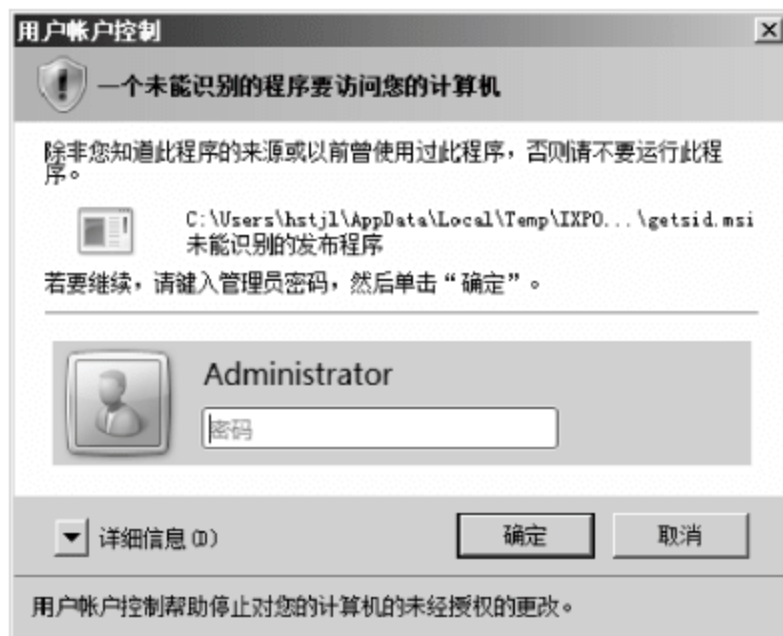 用户帐户控制
一个未能识别的程序要访问您的计算机
除非您知道此程序的来源或以前曾使用过此程序，否则请不要运行此程
序。
C:\Users\hstjl\AppData\Local\Temp\IXPO...\getsid.msi
未能识别的发布程序
若要继续，请键入管理员密码，然后单击“确定”。
Administrator
密码
详细信息(D)
确定
取消
用户帐户控制帮助停止对您的计算机的未经授权的更改。